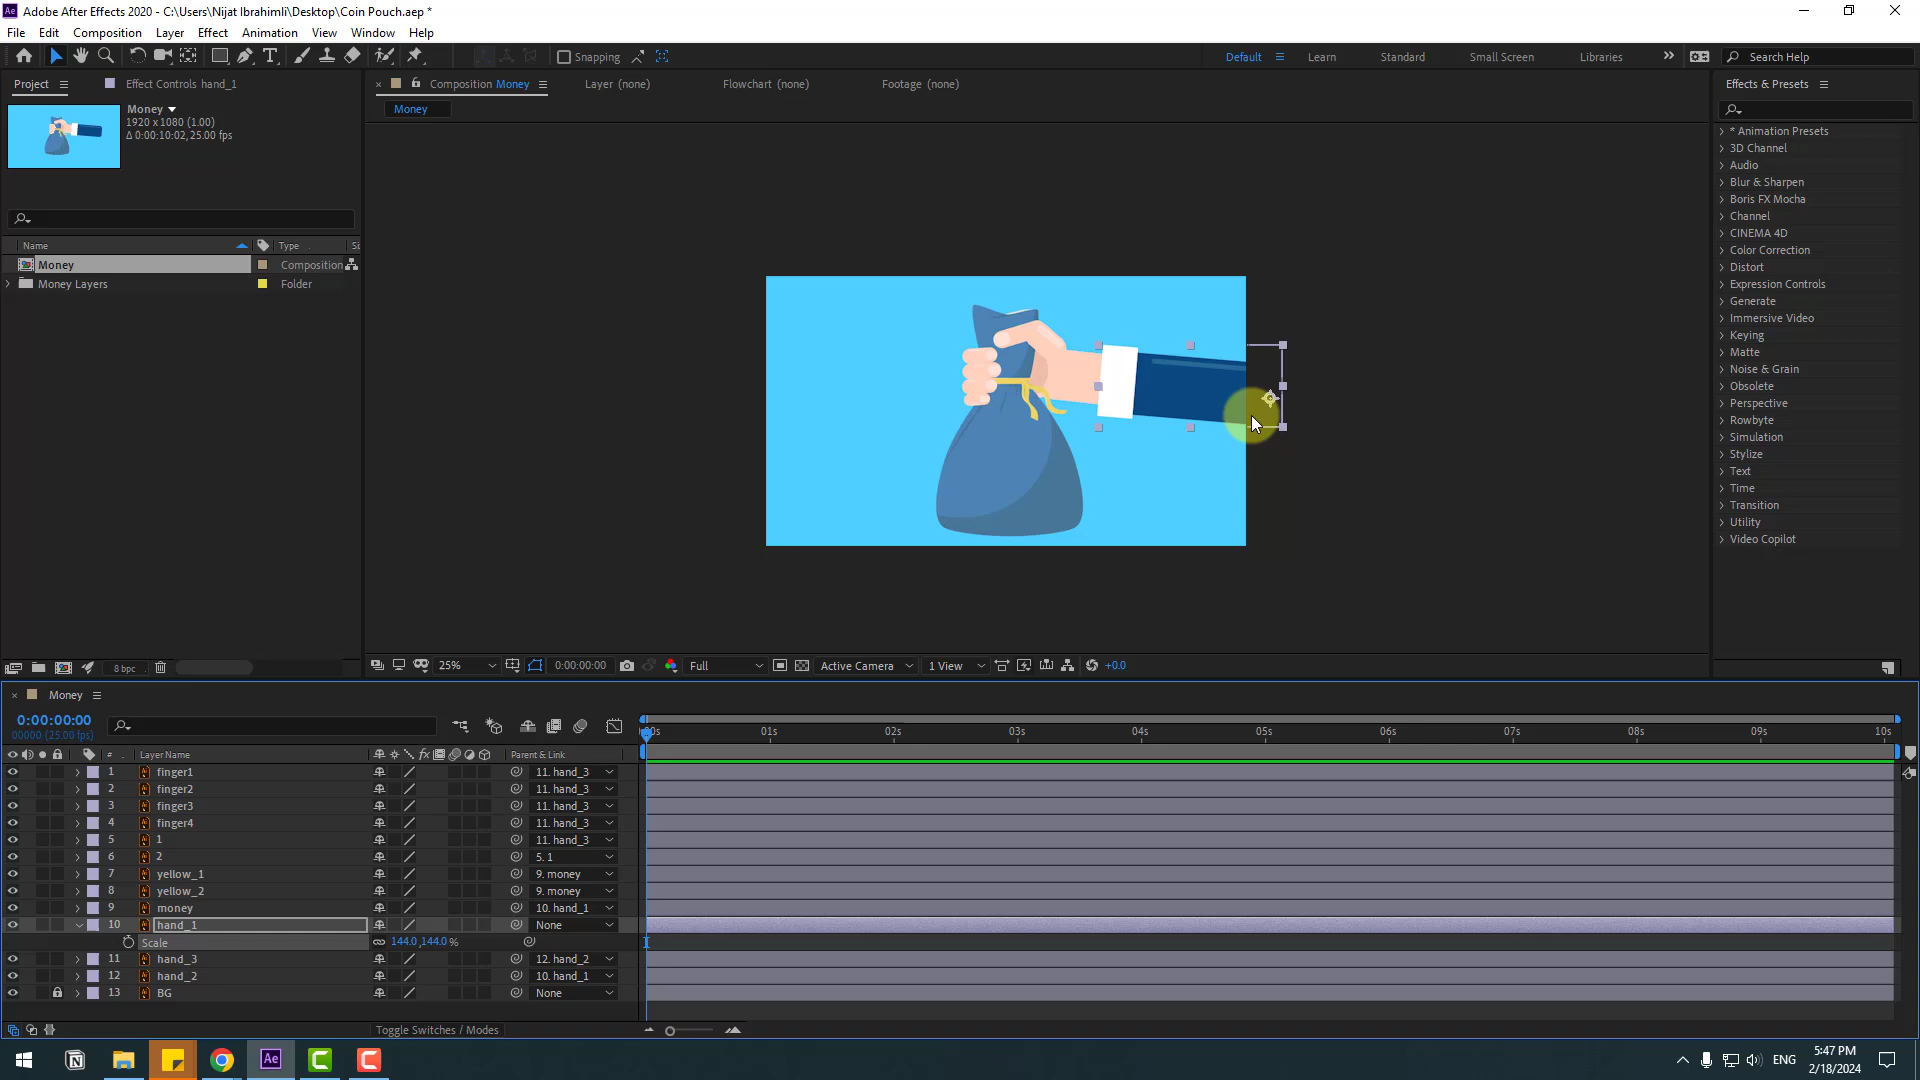 Adobe After Effects 2020 - C:\Users\Nijat Ibrahimli\Desktop\Coin Pouch.aep *
File Edit Composition Layer Effect Animation View Window Help
Snapping
Default Learn Standard Small Screen Libraries Search Help
Project Effect Controls hand_1
Composition Money Layer (none) Flowchart (none) Footage (none)
Effects & Presets
Money
Money
1920 x 1080 (1.00)
Δ 0:00:10:02, 25.00 fps
Name Type
Money Composition
Money Layers Folder
* Animation Presets
3D Channel
Audio
Blur & Sharpen
Boris FX Mocha
Channel
CINEMA 4D
Color Correction
Distort
Expression Controls
Generate
Immersive Video
Keying
Matte
Noise & Grain
Obsolete
Perspective
Rowbyte
Simulation
Stylize
Text
Time
Transition
Utility
Video Copilot
8 bpc
25% 0:00:00:00 Full Active Camera 1 View +0.0
Money
0:00:00:00
00000 (25.00 fps)
01s 02s 03s 04s 05s 06s 07s 08s 09s 10s
# Layer Name fx Parent & Link
1 finger1 11. hand_3
2 finger2 11. hand_3
3 finger3 11. hand_3
4 finger4 11. hand_3
5 1 11. hand_3
6 2 5. 1
7 yellow_1 9. money
8 yellow_2 9. money
9 money 10. hand_1
10 hand_1 None
Scale 144.0,144.0 %
11 hand_3 12. hand_2
12 hand_2 10. hand_1
13 BG None
Toggle Switches / Modes
Ae
ENG
5:47 PM
2/18/2024